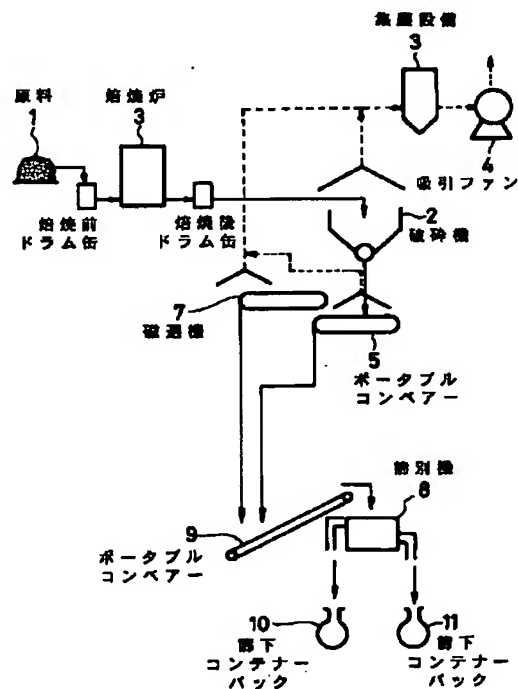 集塵設備
3
原料
1
焙焼炉
3
4
吸引ファン
焙焼前
ドラム缶
焙焼後
ドラム缶
2
破砕機
7
磁選機
5
ポータブル
コンベアー
篩別機
8
9
ポータブル
コンベアー
10
篩下
コンテナー
バック
11
篩下
コンテナー
バック